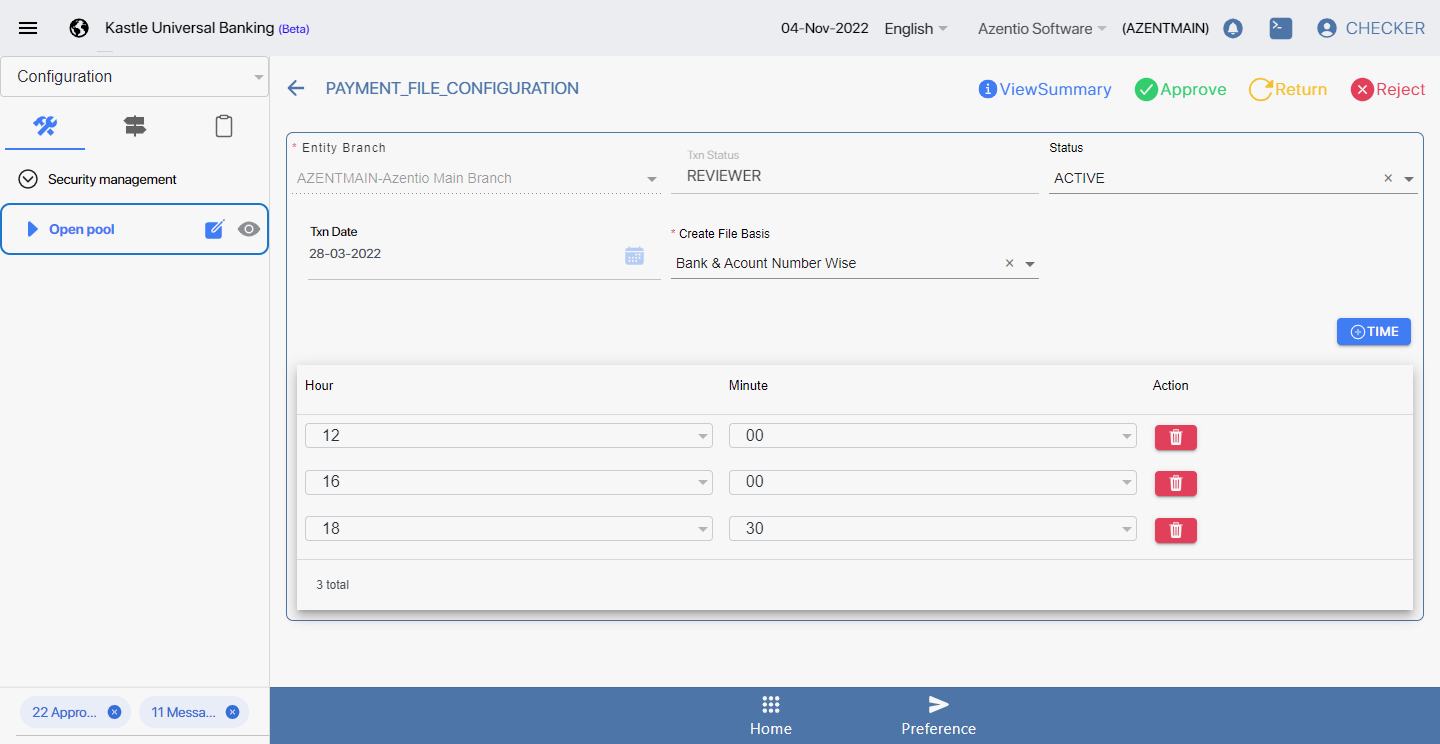 Kastle Universal Banking (Beta)
04-Nov-2022 English Azentio Software (AZENTMAIN) CHECKER
Configuration
PAYMENT_FILE_CONFIGURATION
ViewSummary Approve Return Reject
Security management
Open pool
* Entity Branch
AZENTMAIN-Azentio Main Branch
Txn Status
REVIEWER
Status
ACTIVE × 
Txn Date
28-03-2022
* Create File Basis
Bank & Acount Number Wise ×
TIME
Hour Minute Action
12 00
16 00
18 30
3 total
22 Appro... 11 Messa...
Home Preference